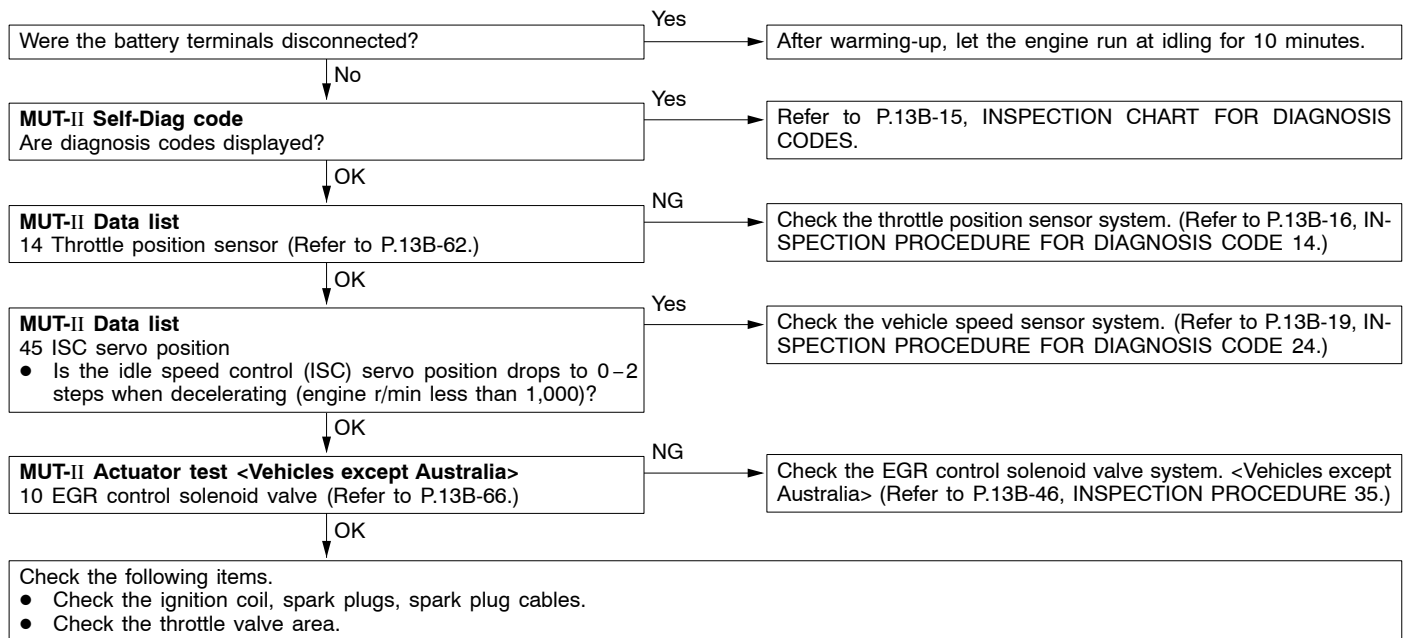 Were the battery terminals disconnected?
Yes
After warming-up, let the engine run at idling for 10 minutes.
No
MUT-II Self-Diag code
Are diagnosis codes displayed?
Yes
Refer to P.13B-15, INSPECTION CHART FOR DIAGNOSIS
CODES.
OK
MUT-II Data list
14 Throttle position sensor (Refer to P.13B-62.)
NG
Check the throttle position sensor system. (Refer to P.13B-16, IN-
SPECTION PROCEDURE FOR DIAGNOSIS CODE 14.)
OK
MUT-II Data list
45 ISC servo position
● Is the idle speed control (ISC) servo position drops to 0–2
steps when decelerating (engine r/min less than 1,000)?
Yes
Check the vehicle speed sensor system. (Refer to P.13B-19, IN-
SPECTION PROCEDURE FOR DIAGNOSIS CODE 24.)
OK
MUT-II Actuator test <Vehicles except Australia>
10 EGR control solenoid valve (Refer to P.13B-66.)
NG
Check the EGR control solenoid valve system. <Vehicles except
Australia> (Refer to P.13B-46, INSPECTION PROCEDURE 35.)
OK
Check the following items.
● Check the ignition coil, spark plugs, spark plug cables.
● Check the throttle valve area.